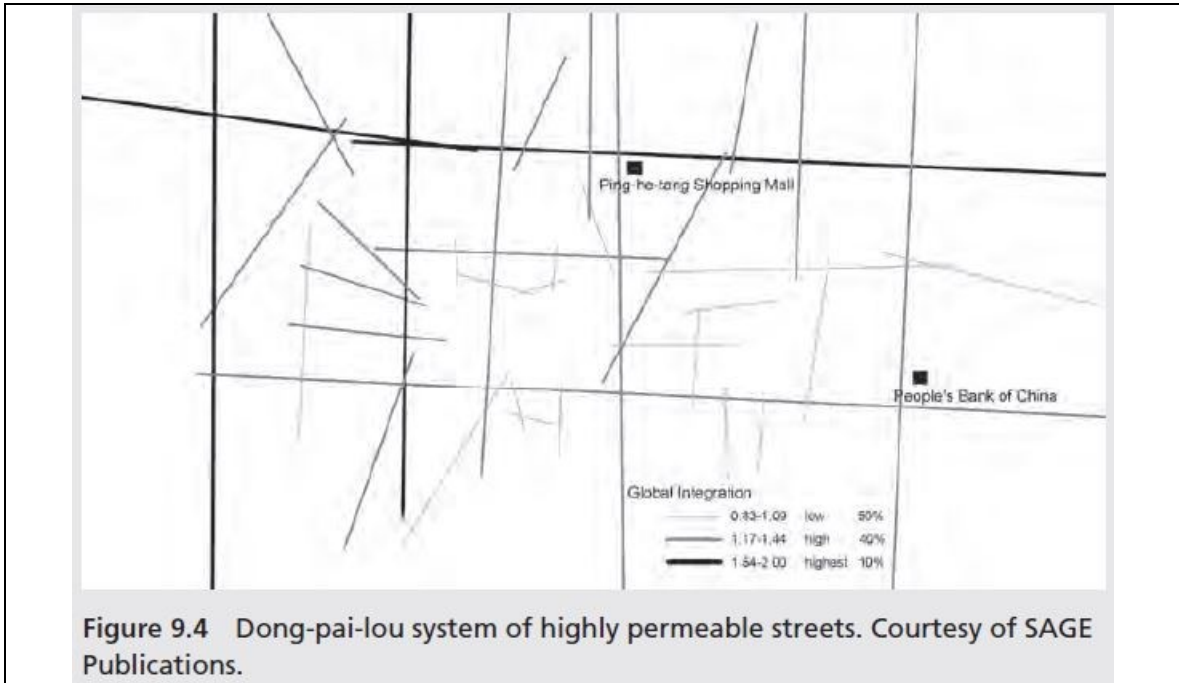 Ping-he-tang Shopping Mall
People's Bank of China
Global Integration
0.83-1.09 low 50%
1.17-1.44 high 40%
1.54-2.00 highest 10%
Figure 9.4 Dong-pai-lou system of highly permeable streets. Courtesy of SAGE
Publications.